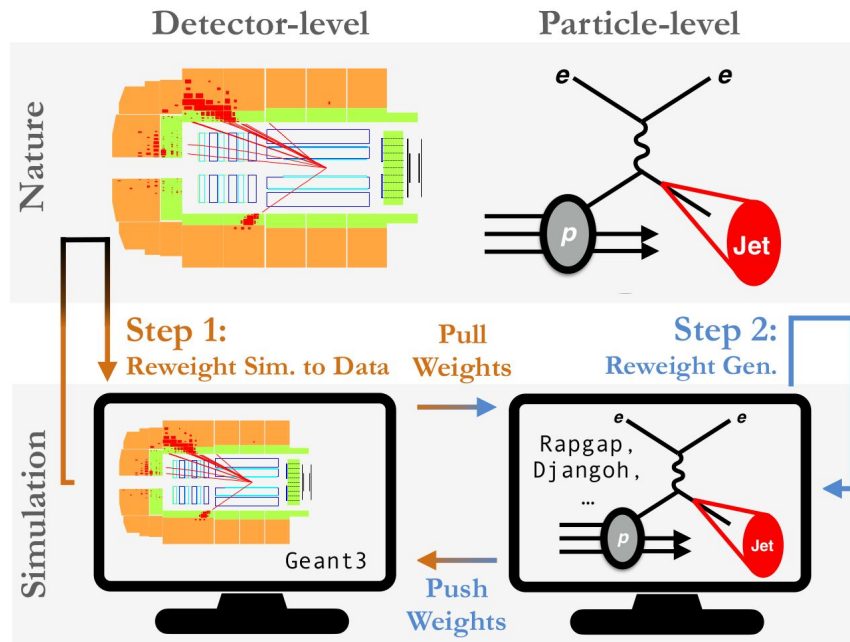 Detector-level
Particle-level
Nature
e
e
p
Jet
Step 1:
Reweight Sim. to Data
Pull
Weights
Step 2:
Reweight Gen.
Simulation
Geant3
Push
Weights
Rapgap,
Djangoh,
...
e
e
p
Jet